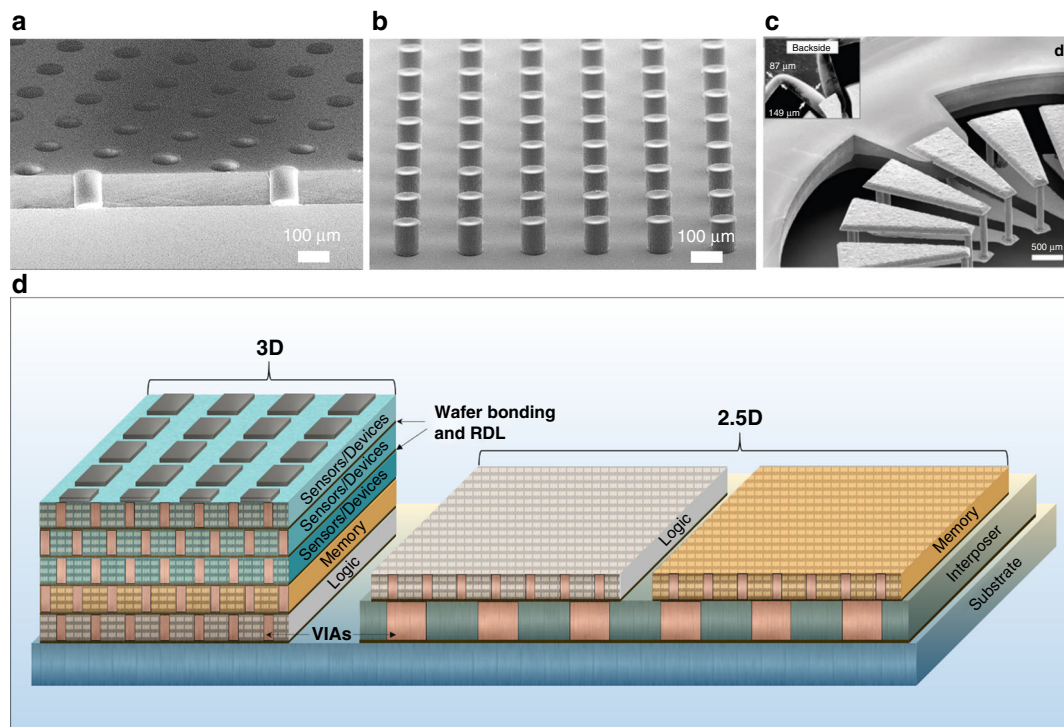 a
100 μm
b
100 μm
c
Backside
87 μm
149 μm
d
500 μm
d
3D
Wafer bonding
and RDL
2.5D
Sensors/Devices
Sensors/Devices
Sensors/Devices
Memory
Logic
VIAs
Logic
Memory
Interposer
Substrate